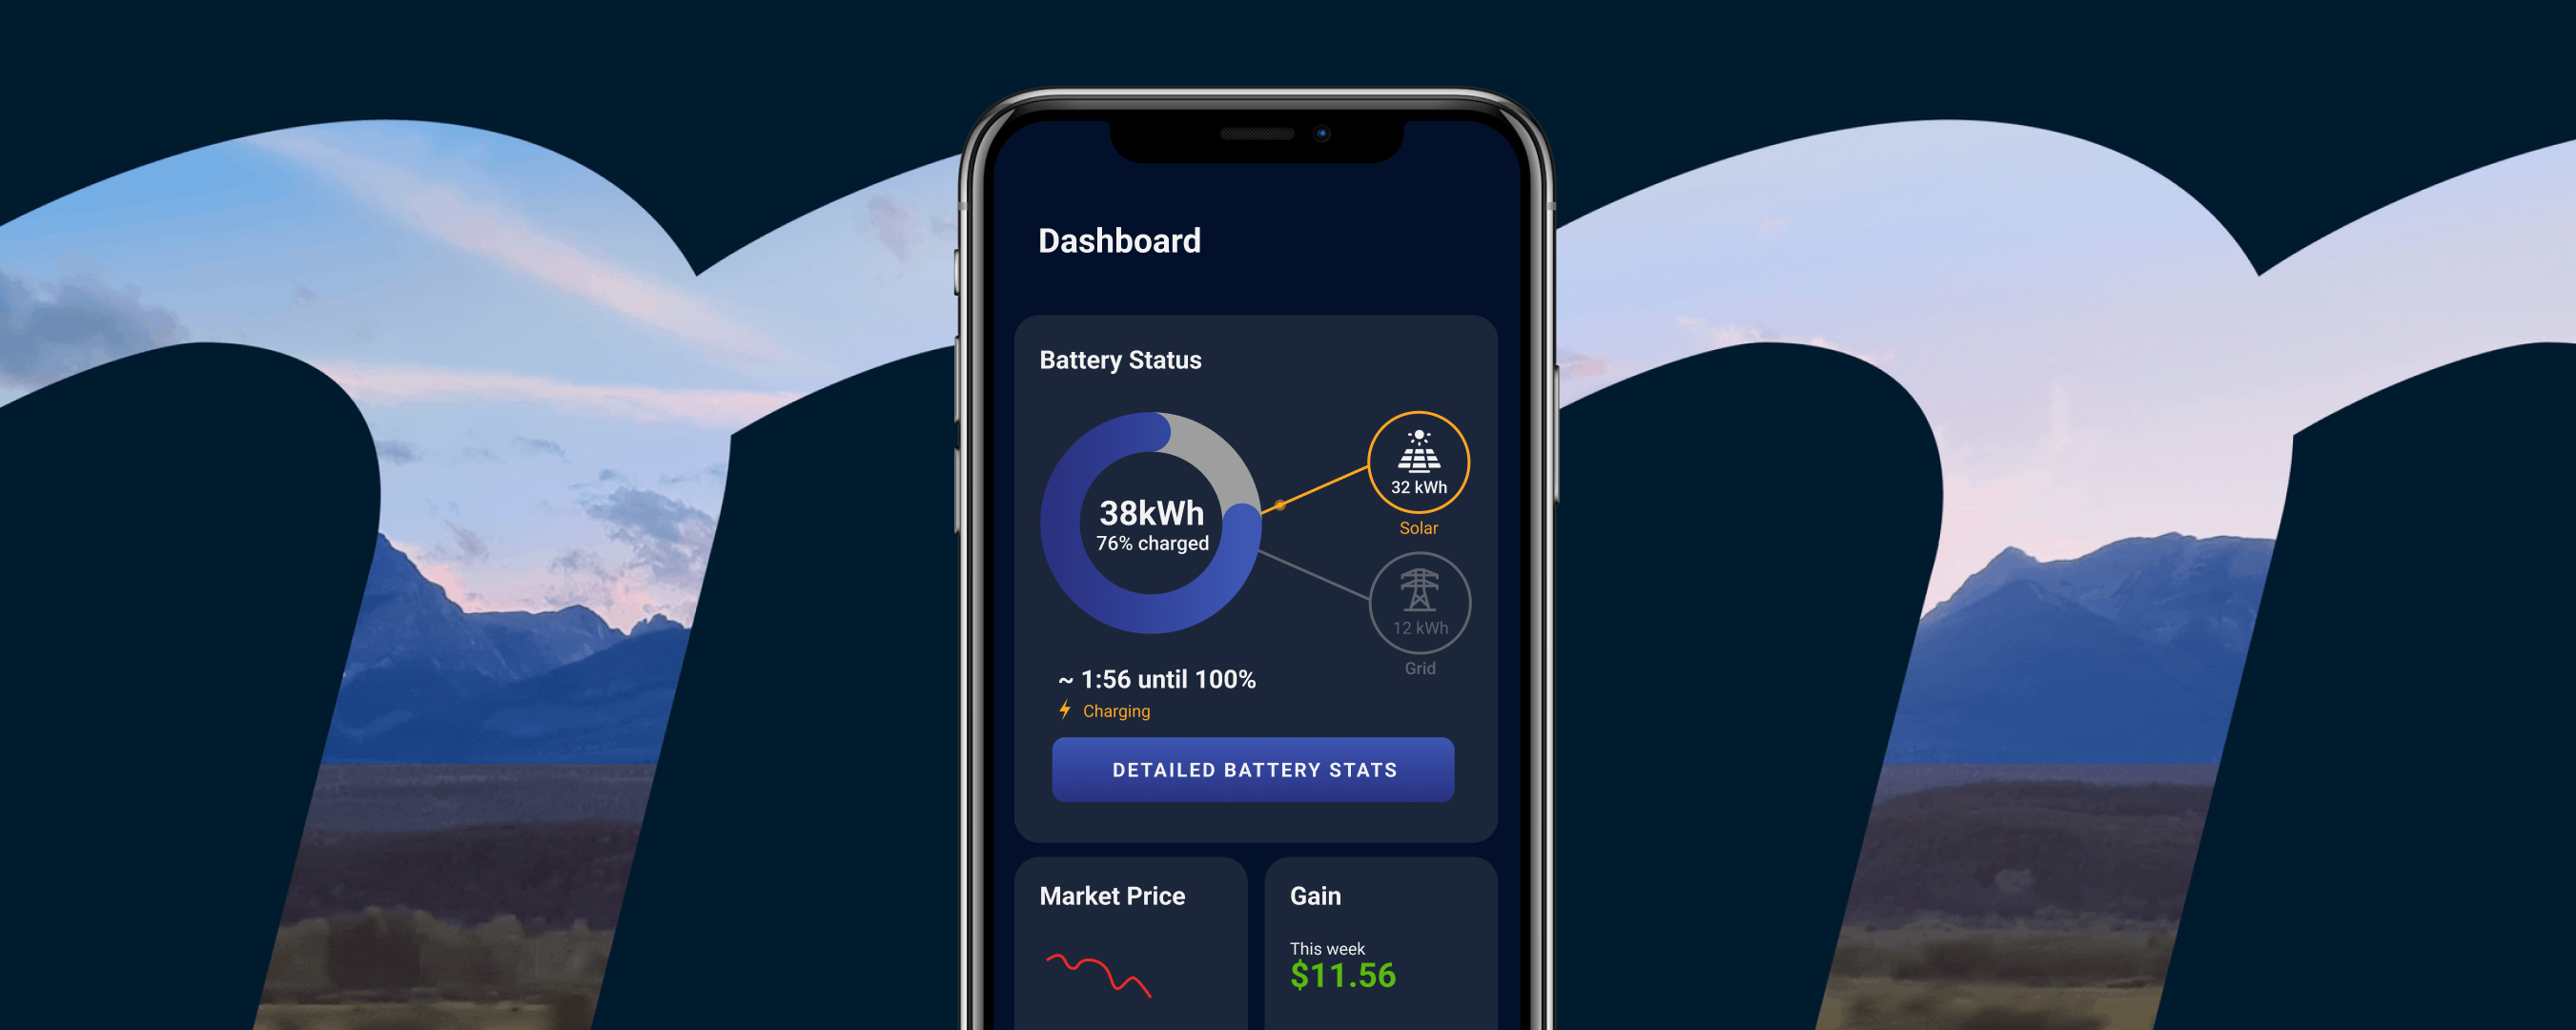 Dashboard
Battery Status
38kWh
76% charged
32 kWh
Solar
12 kWh
Grid
~ 1:56 until 100%
Charging
DETAILED BATTERY STATS
Market Price
Gain
This week
$11.56